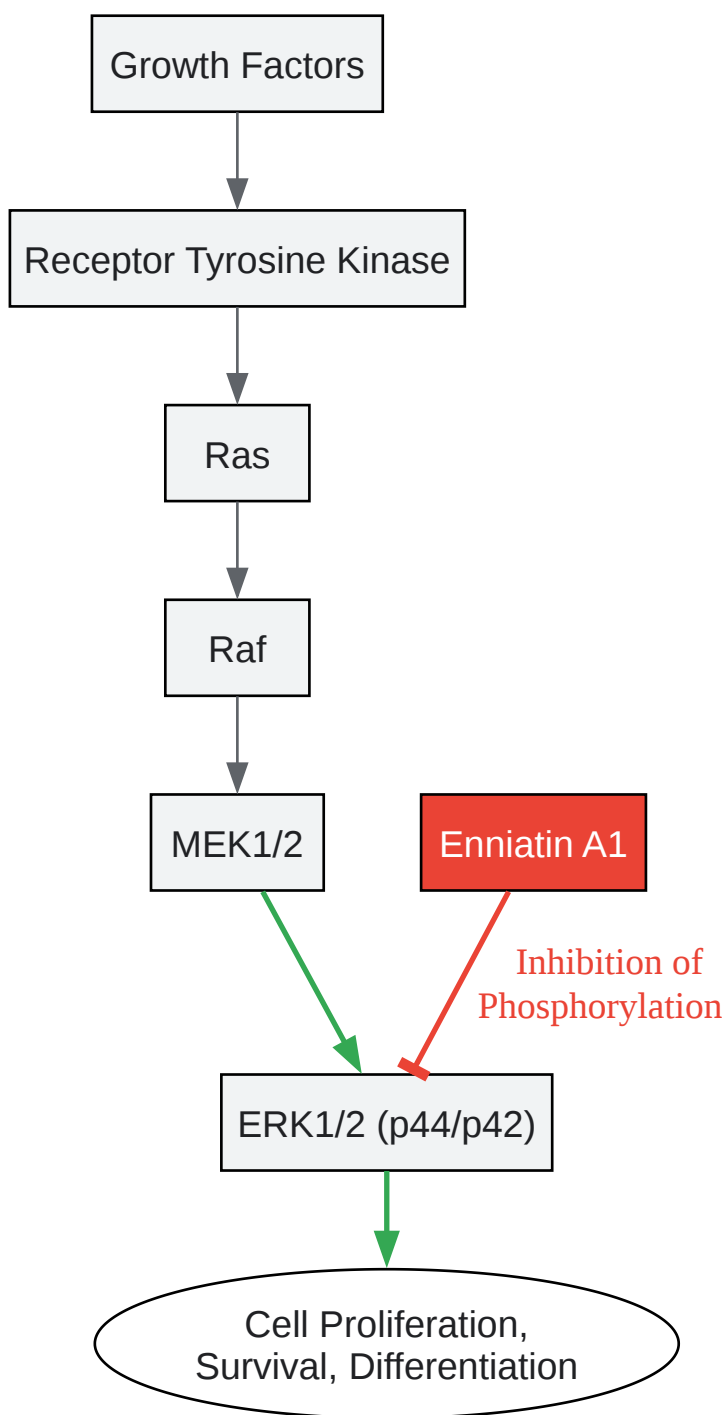 Growth Factors
Receptor Tyrosine Kinase
Ras
Raf
MEK1/2
Enniatin A1
Inhibition of
Phosphorylation
ERK1/2 (p44/p42)
Cell Proliferation,
Survival, Differentiation